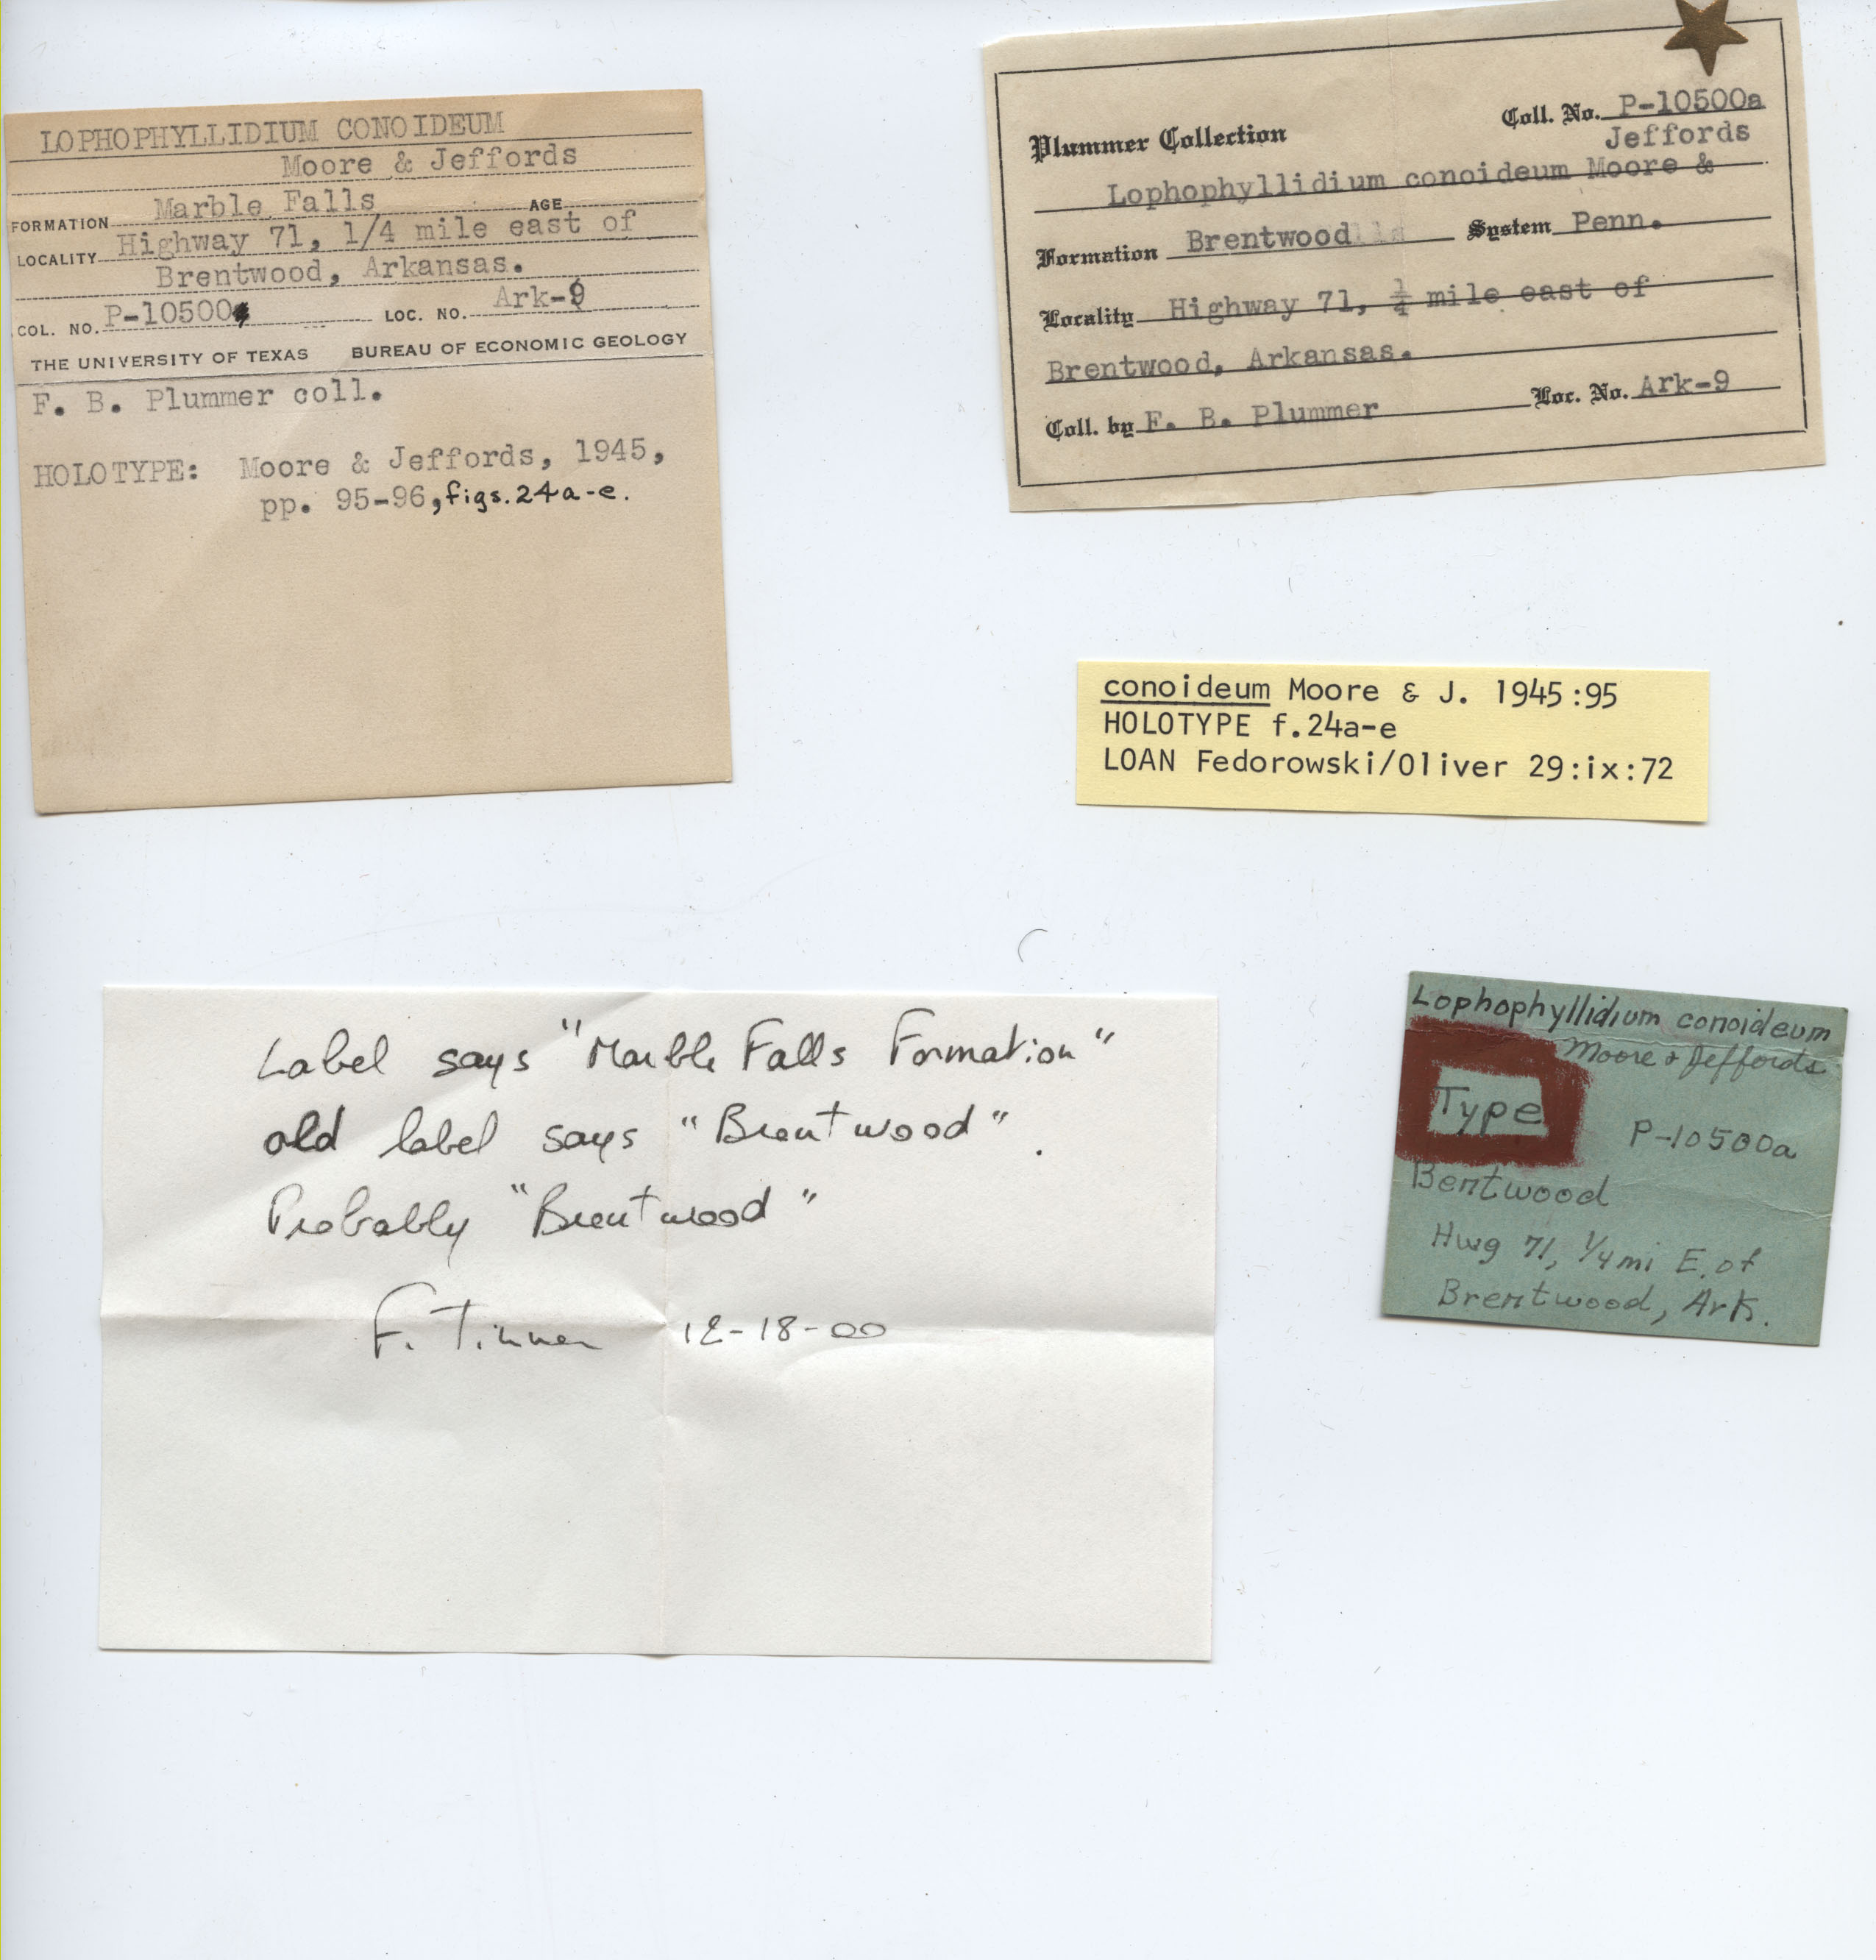 LOPHOPHYLLIDIUM CONOIDEUM
Moore & Jeffords
FORMATION Marble Falls AGE
LOCALITY Highway 71, 1/4 mile east of
Brentwood, Arkansas.
COL. NO. P-10500 LOC. NO. Ark-9
THE UNIVERSITY OF TEXAS BUREAU OF ECONOMIC GEOLOGY
F. B. Plummer coll.
HOLOTYPE: Moore & Jeffords, 1945,
pp. 95-96, figs. 24a-e.
Plummer Collection Coll. No. P-10500a
Jeffords
Lophophyllidium conoideum Moore &
Formation Brentwood System Penn.
Locality Highway 71, 1/4 mile east of
Brentwood, Arkansas.
Coll. by F. B. Plummer Loc. No. Ark-9
conoideum Moore & J. 1945:95
HOLOTYPE f.24a-e
LOAN Fedorowski/Oliver 29:ix:72
Label says "Marble Falls Formation"
old label says "Brentwood".
Probably "Brentwood"
F. 12-18-00
Lophophyllidium conoideum
Moore & Jeffords
Type
P-10500a
Bentwood
Hwg 71, 1/4 mi E. of
Brentwood, Ark.